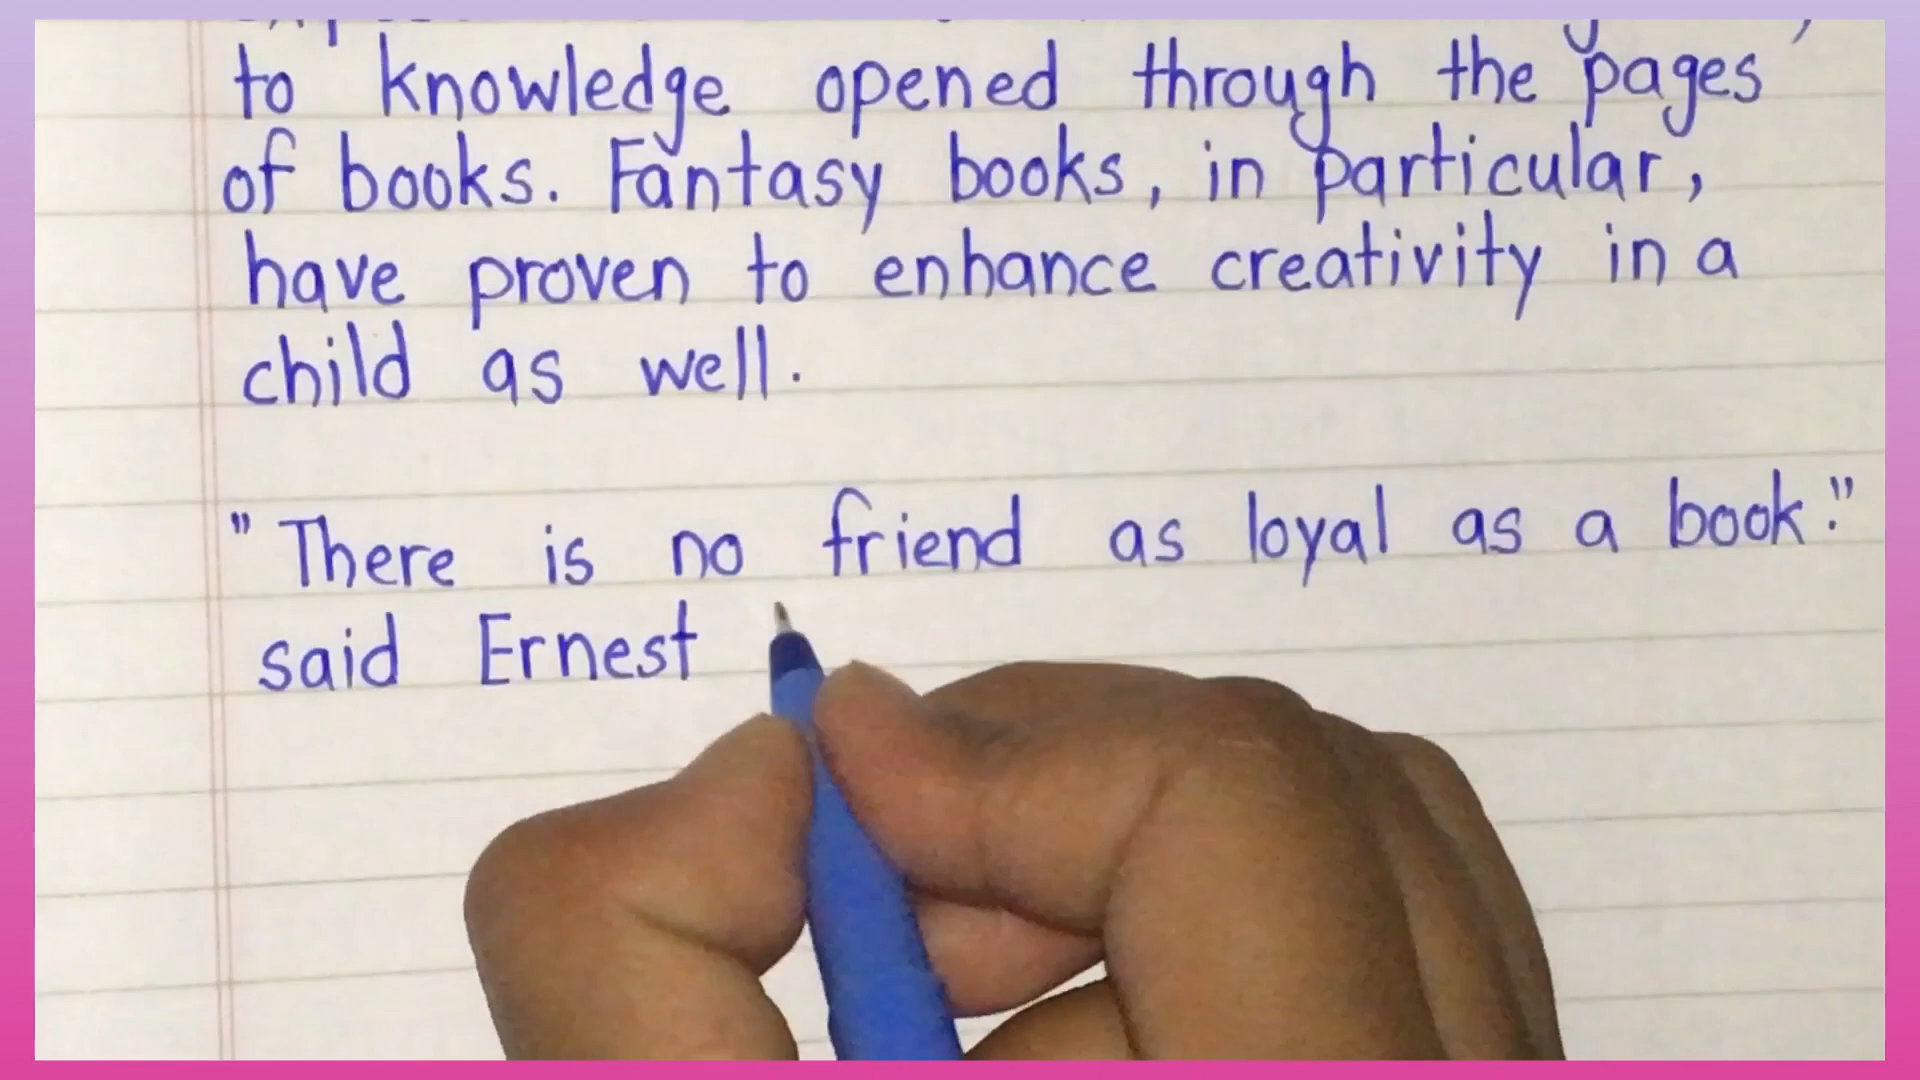 to knowledge opened through the pages
of books. Fantasy books, in particular,
have proven to enhance creativity in a
child as well.
"There is no friend as loyal as a book."
said Ernest